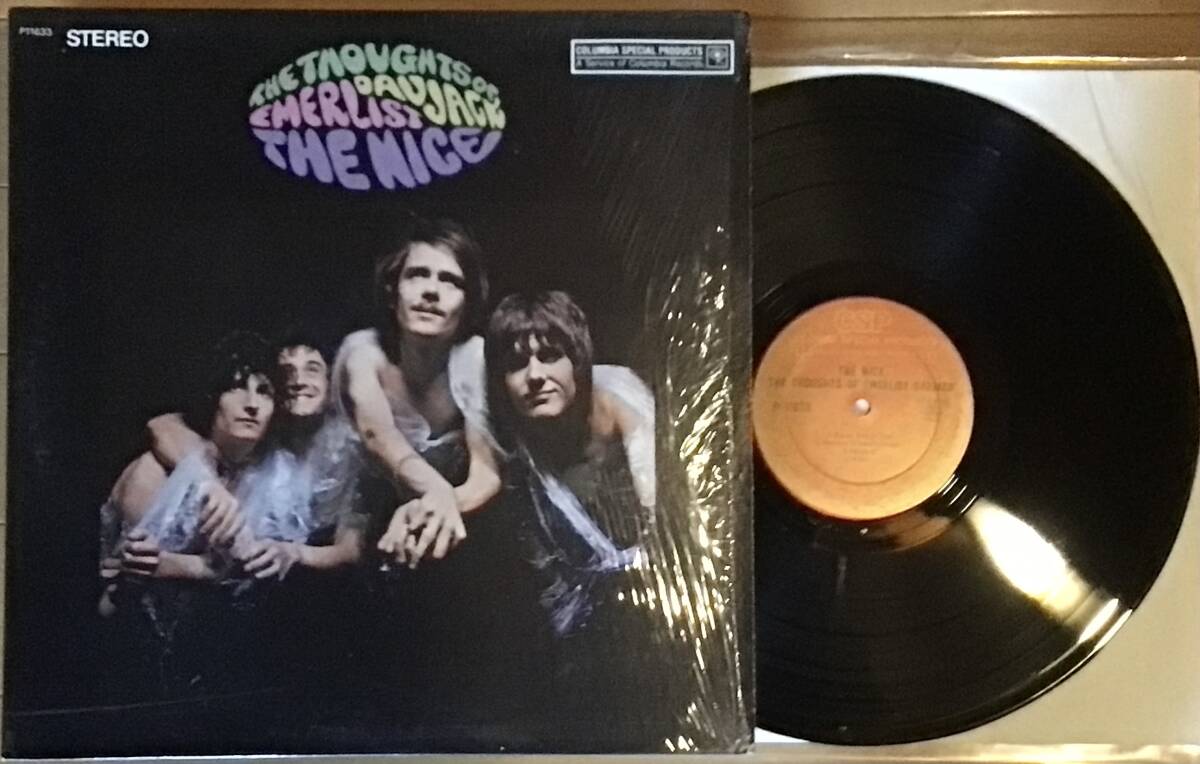 P11633
STEREO
COLUMBIA SPECIAL PRODUCTS
A Service of Columbia Records
THE THOUGHTS OF
EMERLIST DAVJACK
THE NICE
CSP
THE NICE
THE THOUGHTS OF EMERLIST DAVJACK